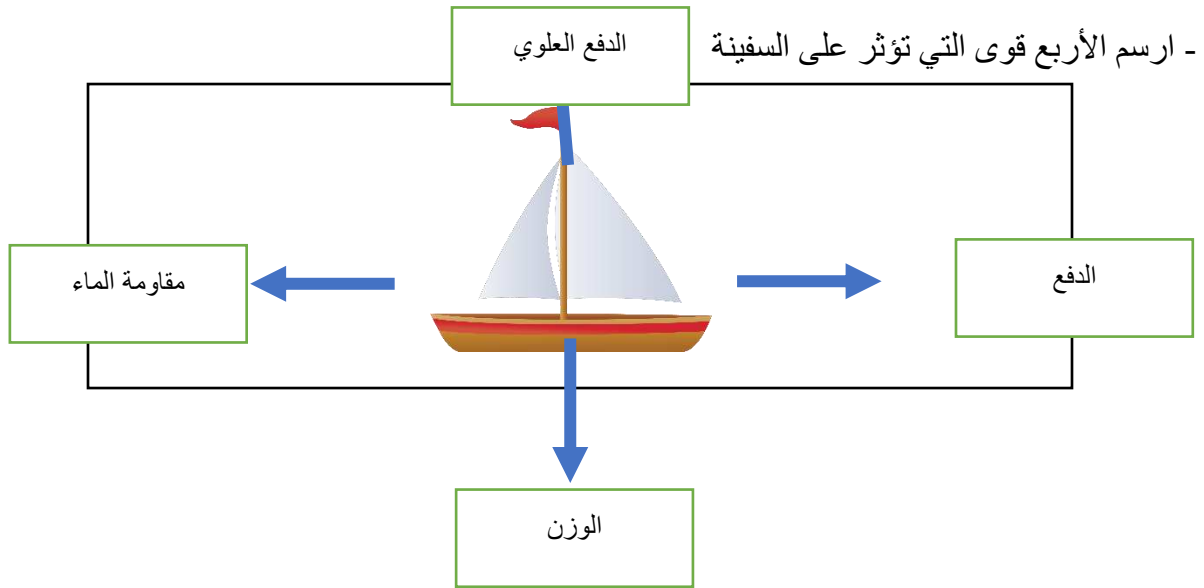 - ارسم الأربع قوى التي تؤثر على السفينة
الدفع العلوي
الدفع
مقاومة الماء
الوزن